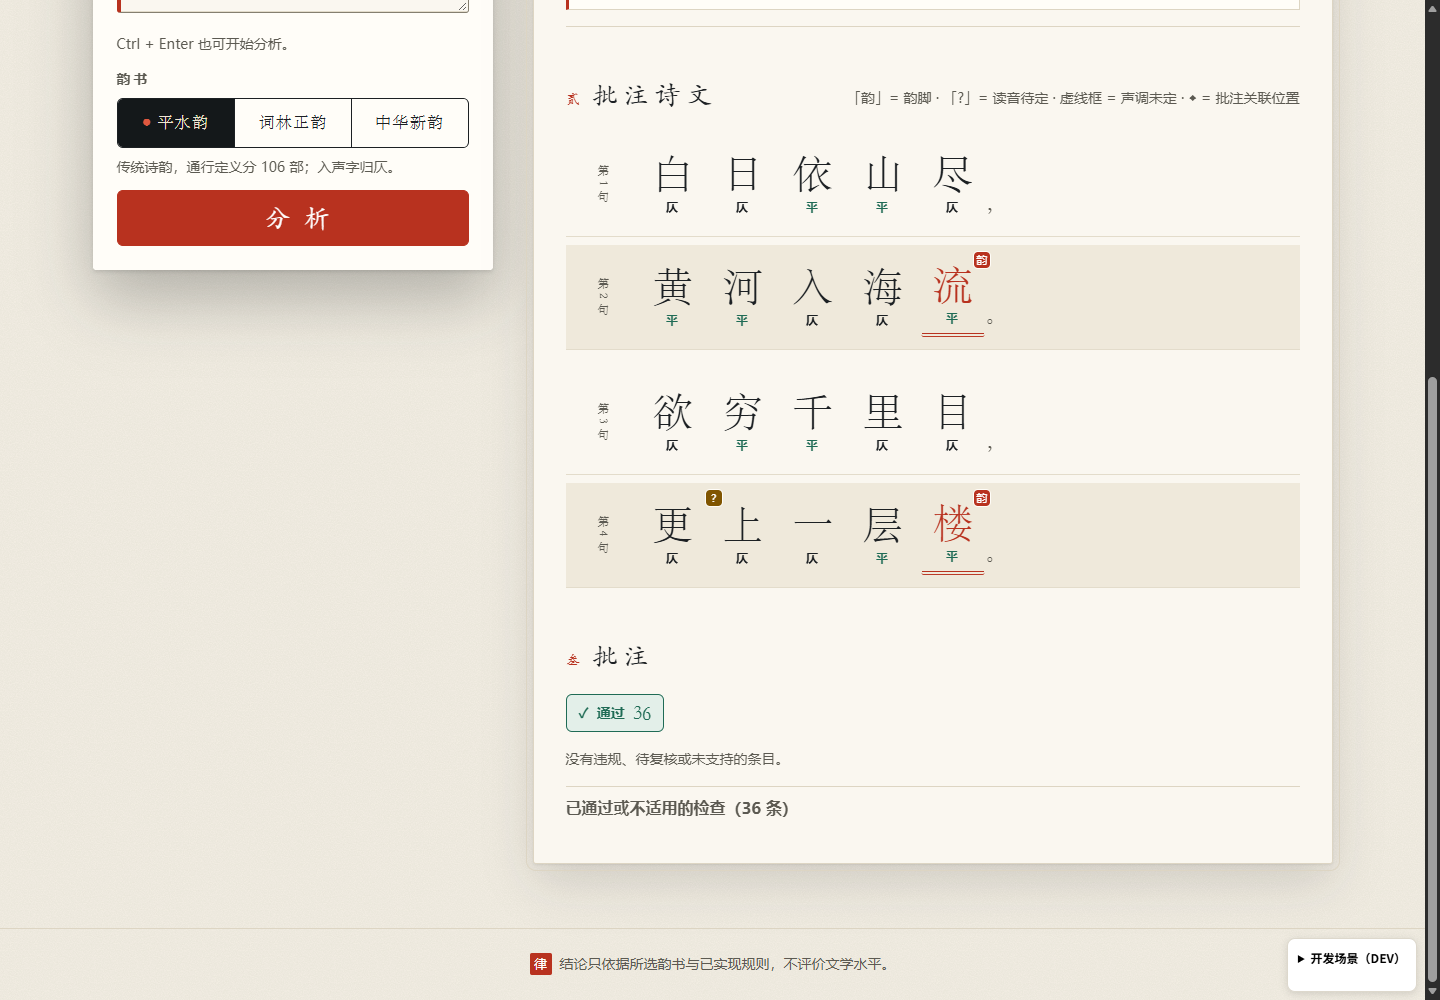 Ctrl + Enter 也可开始分析。
韵书
平水韵 词林正韵 中华新韵
传统诗韵，通行定义分 106 部；入声字归仄。
分析
贰 批注诗文
「韵」= 韵脚 · 「?」= 读音待定 · 虚线框 = 声调未定 · ✦ = 批注关联位置
第1句
白日依山尽，
仄 仄 平 平 仄
第2句
黄河入海流。
韵
平 平 仄 仄 平
第3句
欲穷千里目，
仄 平 平 仄 仄
第4句
更上一层楼。
? 韵
仄 仄 仄 平 平
叁 批注
✓ 通过 36
没有违规、待复核或未支持的条目。
已通过或不适用的检查（36 条）
律 结论只依据所选韵书与已实现规则，不评价文学水平。
▶ 开发场景（DEV）